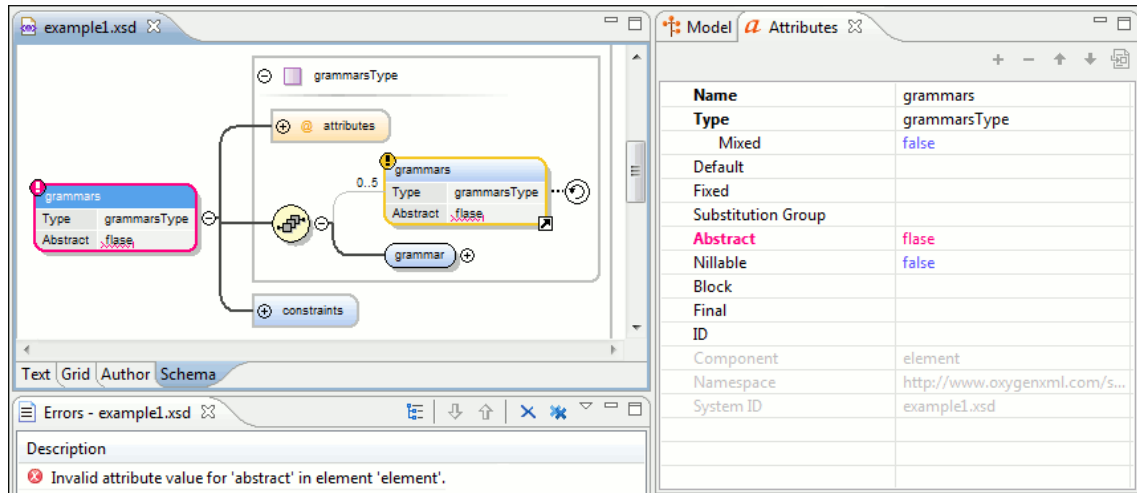 example1.xsd
grammarsType
@ attributes
grammars
Type grammarsType
Abstract flase
0..5
grammars
Type grammarsType
Abstract flase
grammar
constraints
Text Grid Author Schema
Errors - example1.xsd
Description
Invalid attribute value for 'abstract' in element 'element'.
Model a Attributes
Name grammars
Type grammarsType
Mixed false
Default
Fixed
Substitution Group
Abstract flase
Nillable false
Block
Final
ID
Component element
Namespace http://www.oxygenxml.com/s...
System ID example1.xsd